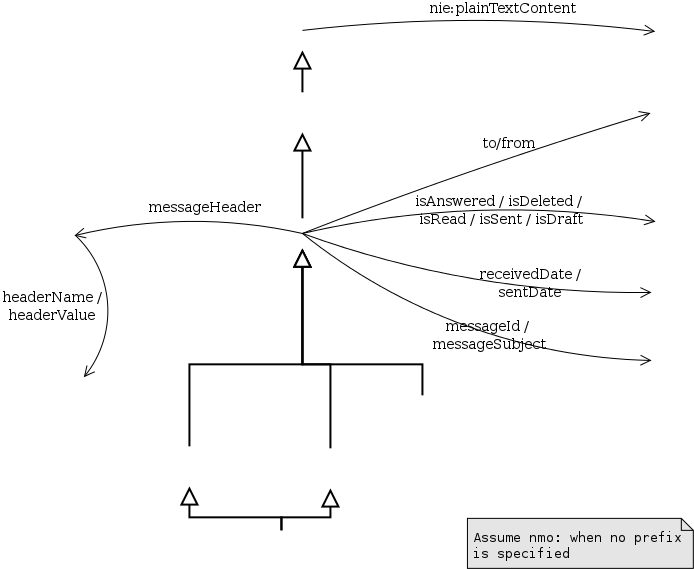 nie:plainTextContent
to/from
isAnswered / isDeleted /
isRead / isSent / isDraft
messageHeader
receivedDate /
sentDate
headerName /
headerValue
messageId /
messageSubject
Assume nmo: when no prefix
is specified